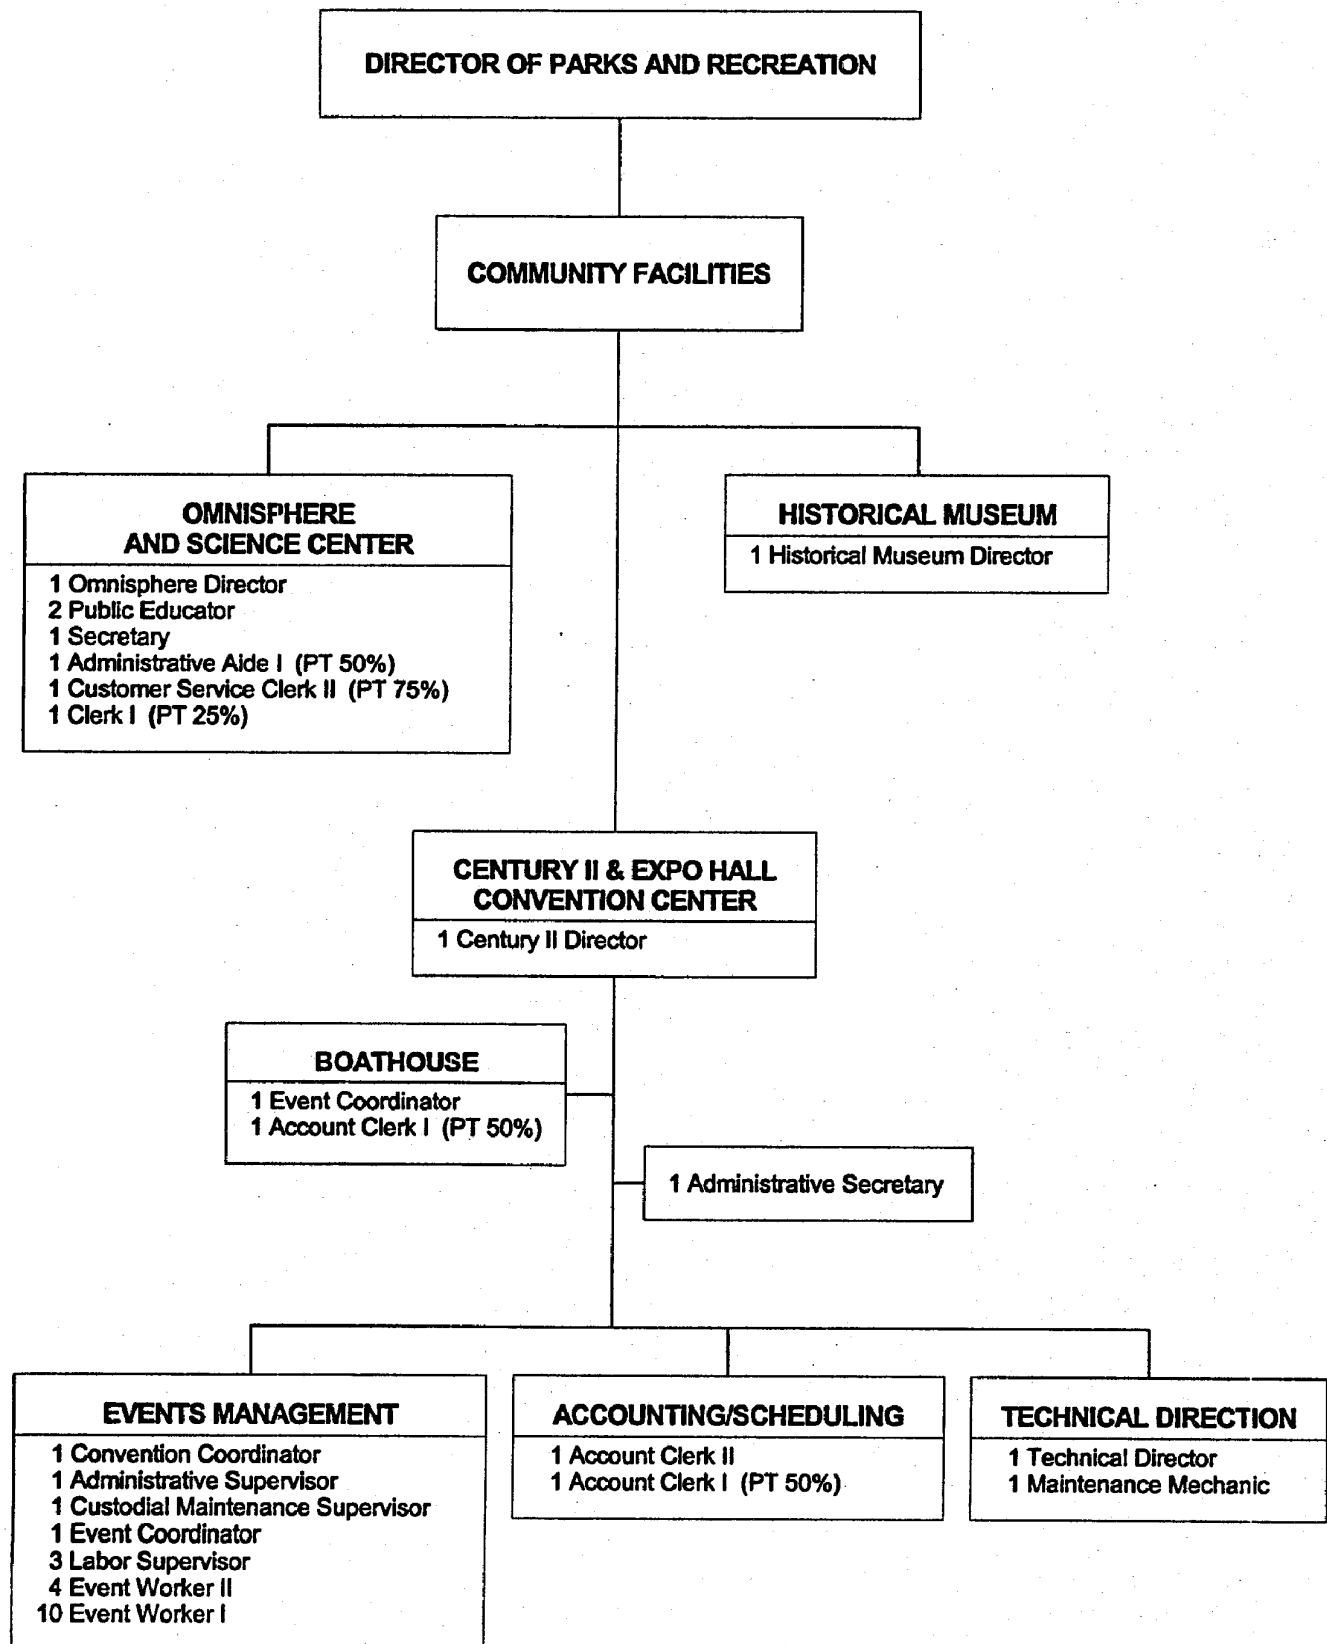 DIRECTOR OF PARKS AND RECREATION
COMMUNITY FACILITIES
OMNISPHERE
AND SCIENCE CENTER
1 Omnisphere Director
2 Public Educator
1 Secretary
1 Administrative Aide I (PT 50%)
1 Customer Service Clerk II (PT 75%)
1 Clerk I (PT 25%)
HISTORICAL MUSEUM
1 Historical Museum Director
CENTURY II & EXPO HALL
CONVENTION CENTER
1 Century II Director
BOATHOUSE
1 Event Coordinator
1 Account Clerk I (PT 50%)
1 Administrative Secretary
EVENTS MANAGEMENT
1 Convention Coordinator
1 Administrative Supervisor
1 Custodial Maintenance Supervisor
1 Event Coordinator
3 Labor Supervisor
4 Event Worker II
10 Event Worker I
ACCOUNTING/SCHEDULING
1 Account Clerk II
1 Account Clerk I (PT 50%)
TECHNICAL DIRECTION
1 Technical Director
1 Maintenance Mechanic